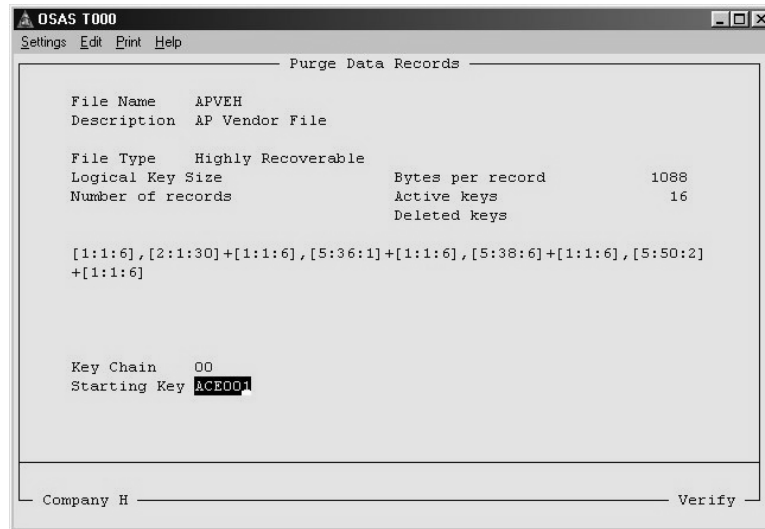 OSAS T000
Settings Edit Print Help
Purge Data Records
File Name APVEH
Description AP Vendor File
File Type Highly Recoverable
Logical Key Size Bytes per record 1088
Number of records Active keys 16
Deleted keys
[1:1:6],[2:1:30]+[1:1:6],[5:36:1]+[1:1:6],[5:38:6]+[1:1:6],[5:50:2]
+[1:1:6]
Key Chain 00
Starting Key ACE001
Company H Verify